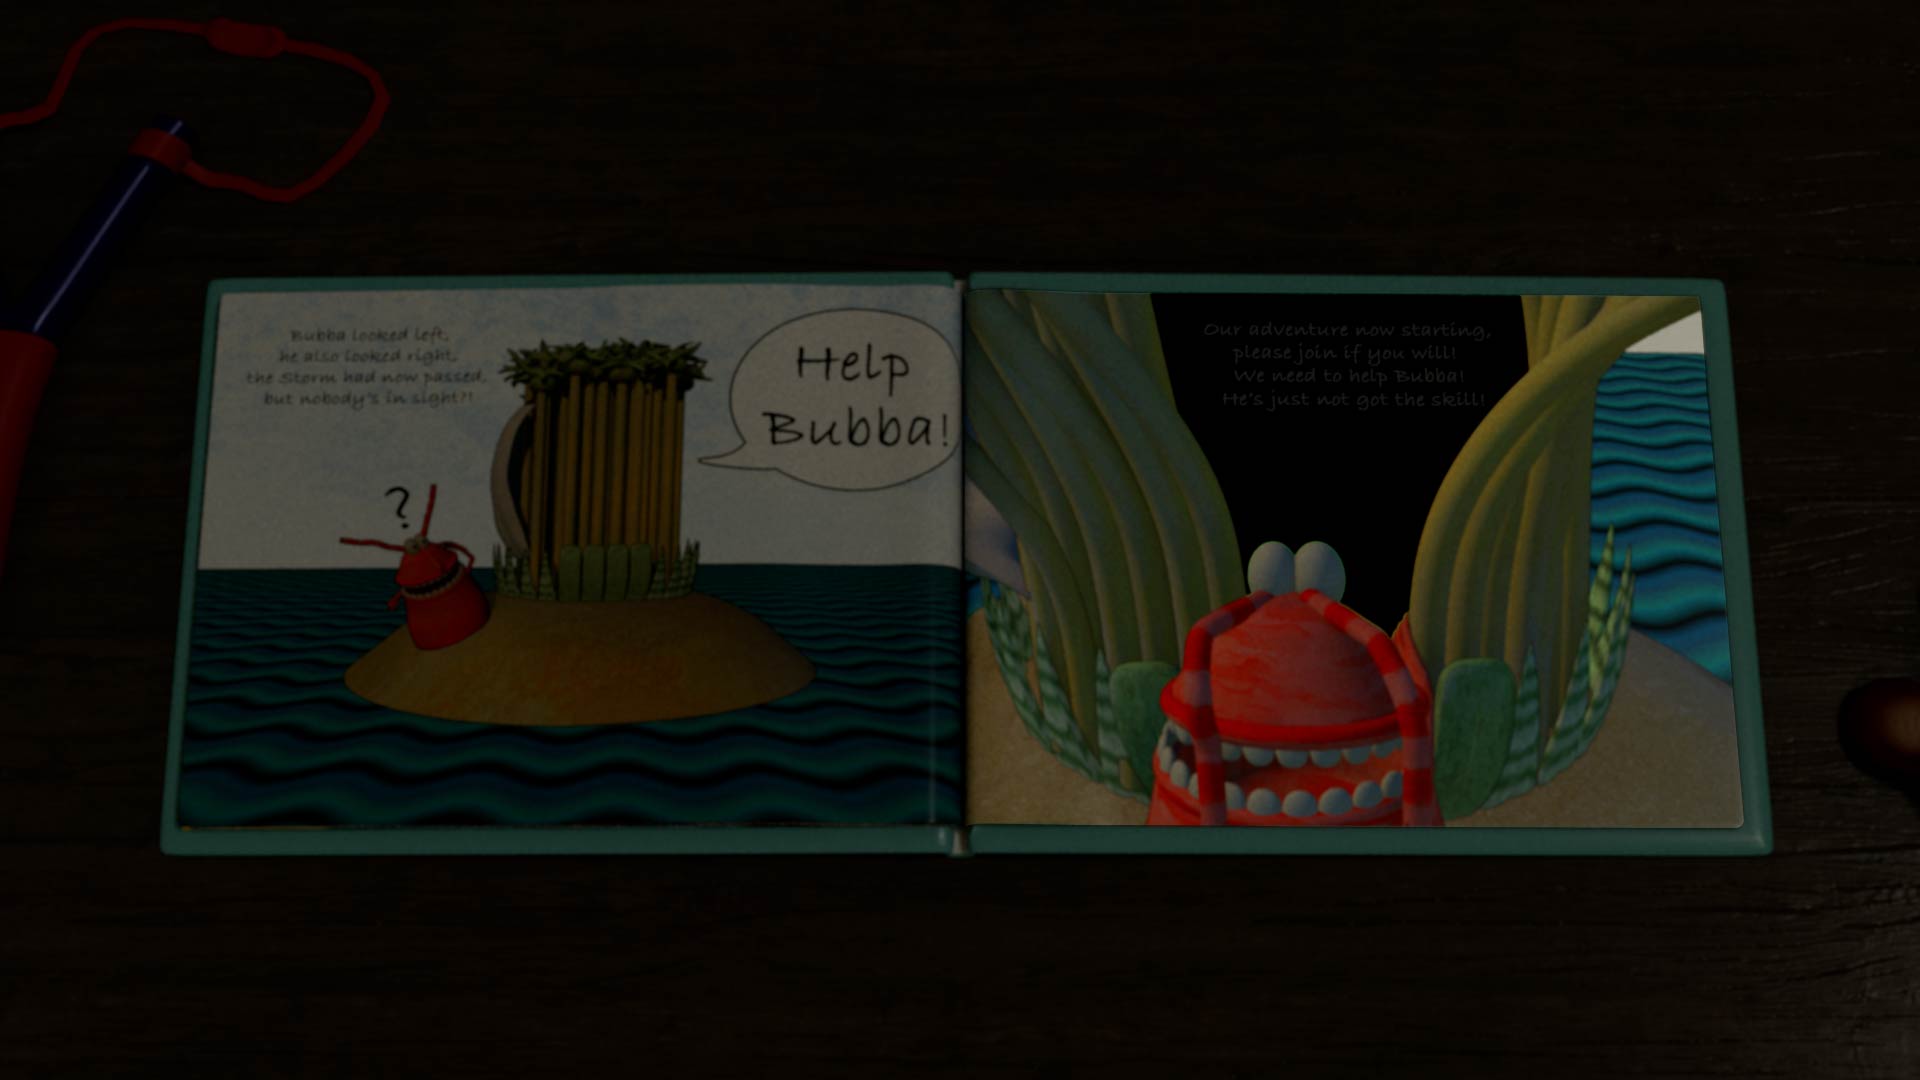 Bubba looked left,
he also looked right,
the Storm had now passed,
but nobody's in sight?!
?
Help
Bubba!
Our adventure now starting,
please join if you will!
We need to help Bubba!
He's just not got the skill!